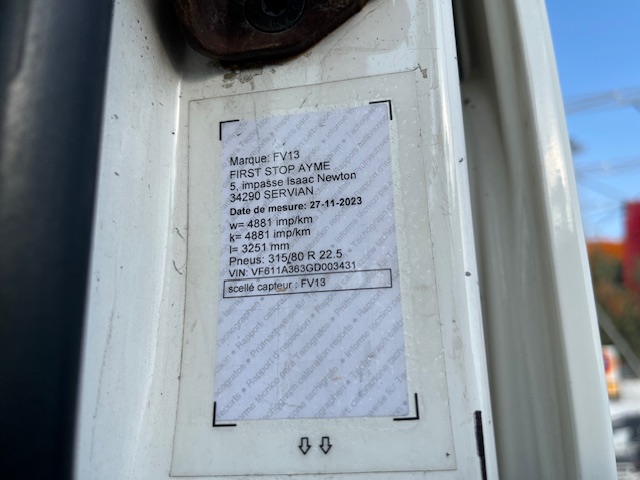 Marque: FV13
FIRST STOP AYME
5, impasse Isaac Newton
34290 SERVIAN
Date de mesure: 27-11-2023
w= 4881 imp/km
k= 4881 imp/km
l= 3251 mm
Pneus: 315/80 R 22.5
VIN: VF611A363GD003431
scellé capteur : FV13